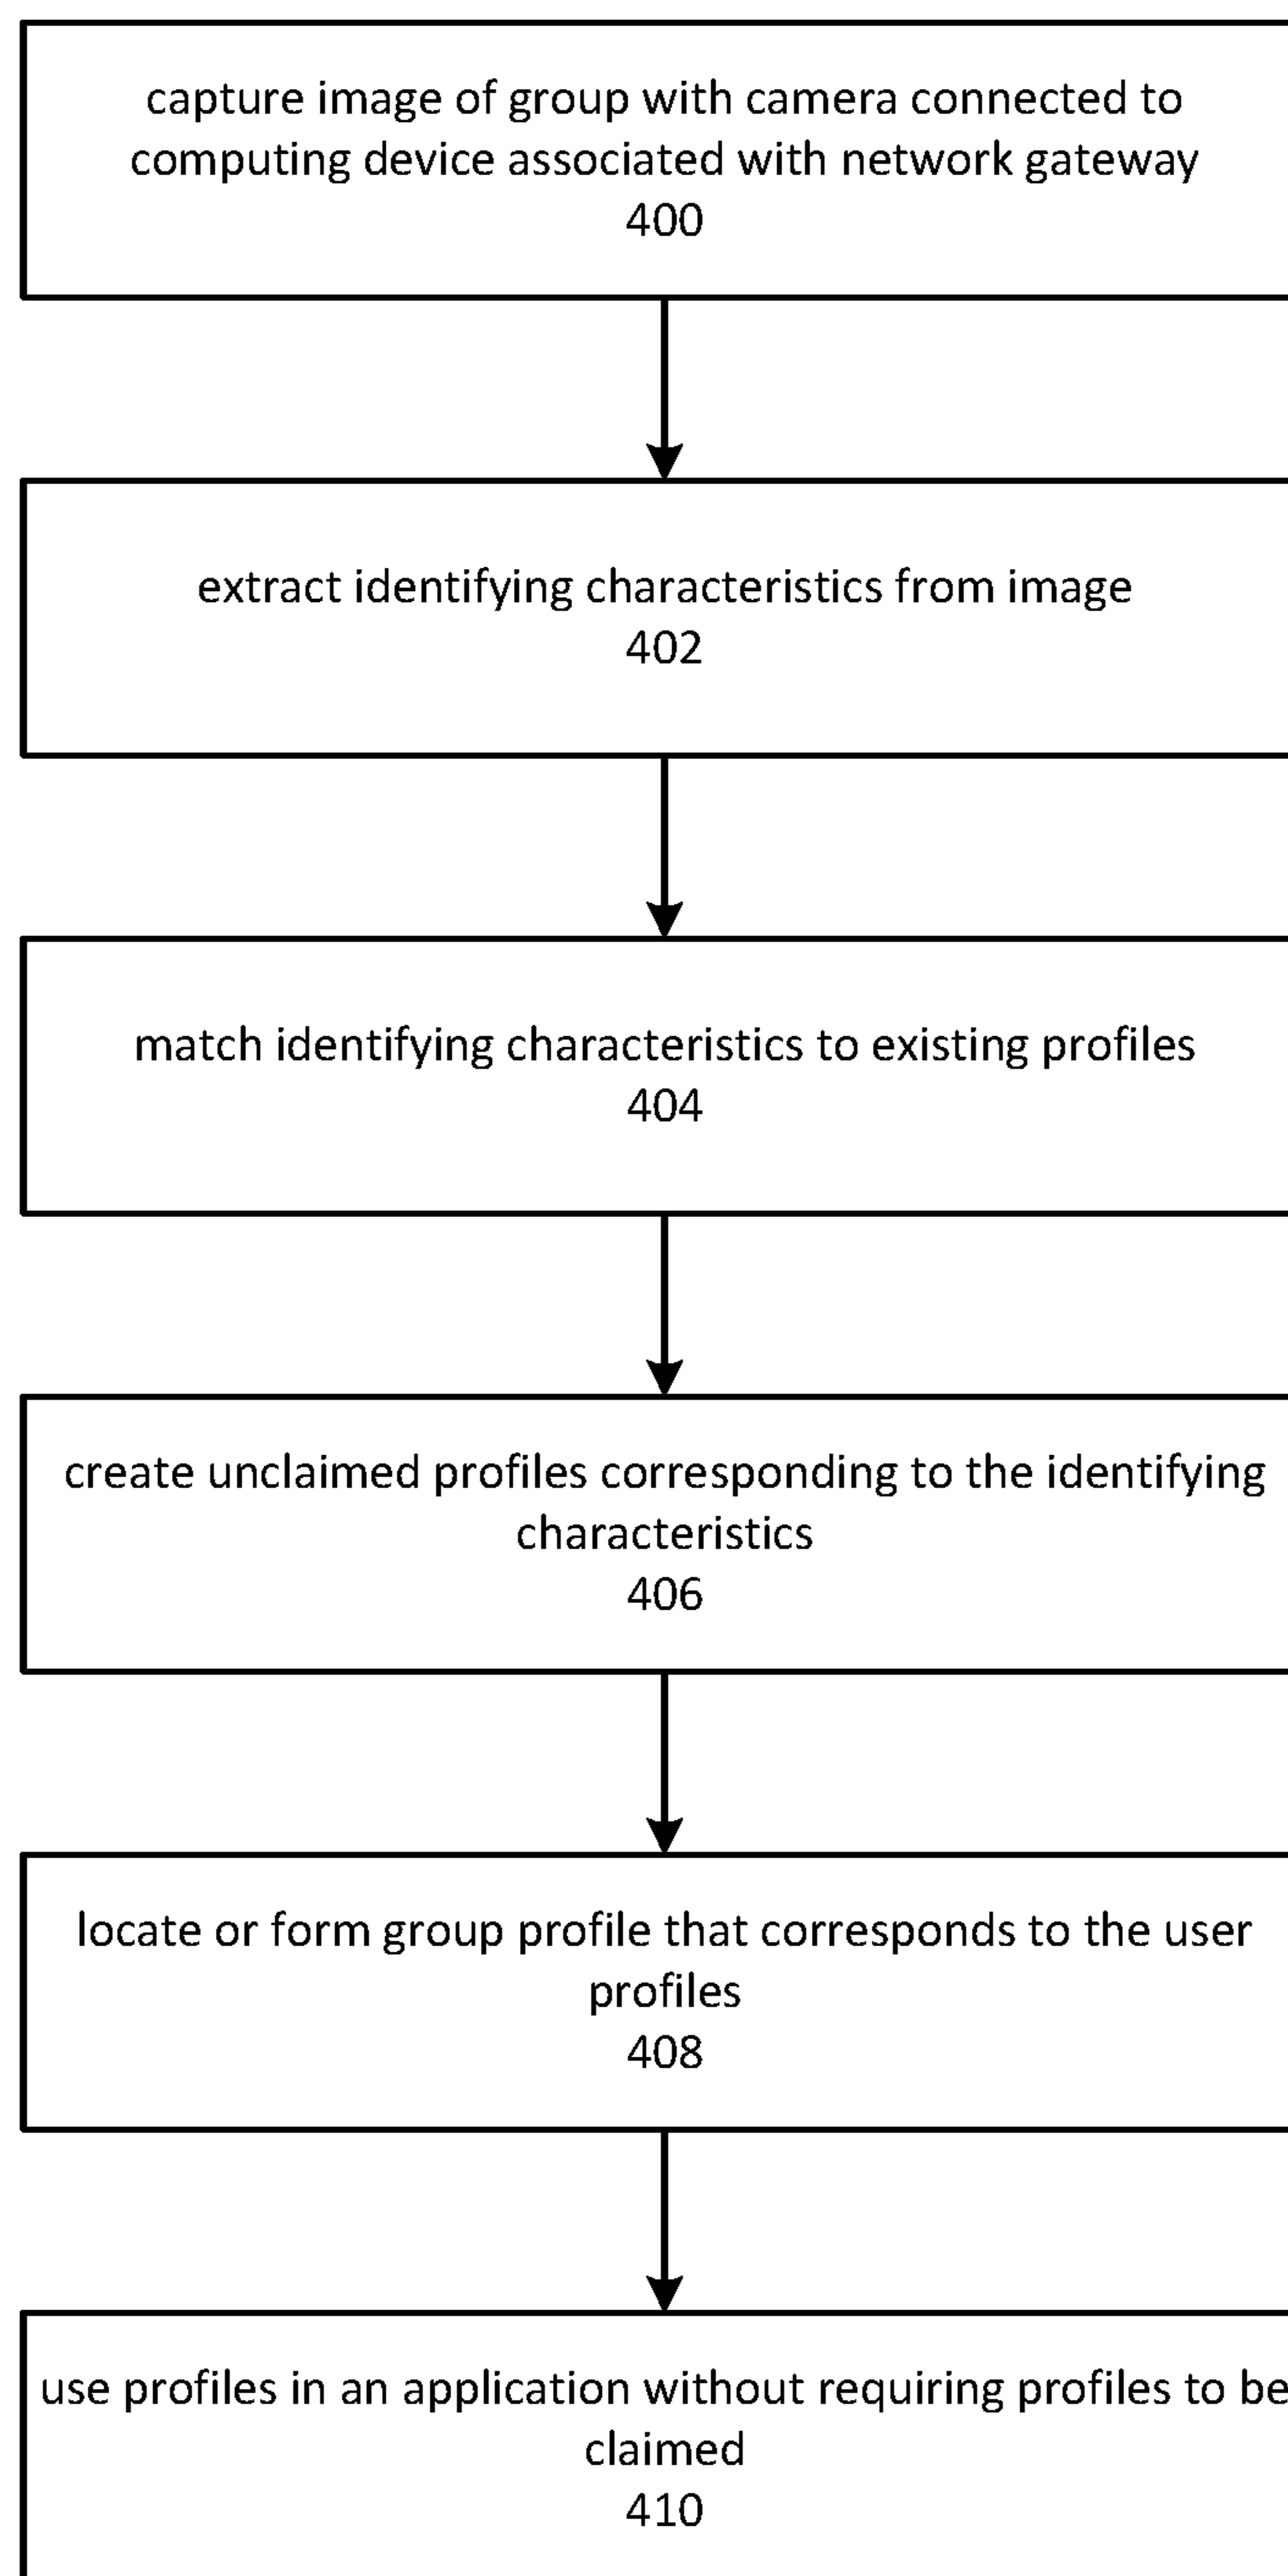 capture image of group with camera connected to
computing device associated with network gateway
400
extract identifying characteristics from image
402
match identifying characteristics to existing profiles
404
create unclaimed profiles corresponding to the identifying
characteristics
406
locate or form group profile that corresponds to the user
profiles
408
use profiles in an application without requiring profiles to be
claimed
410